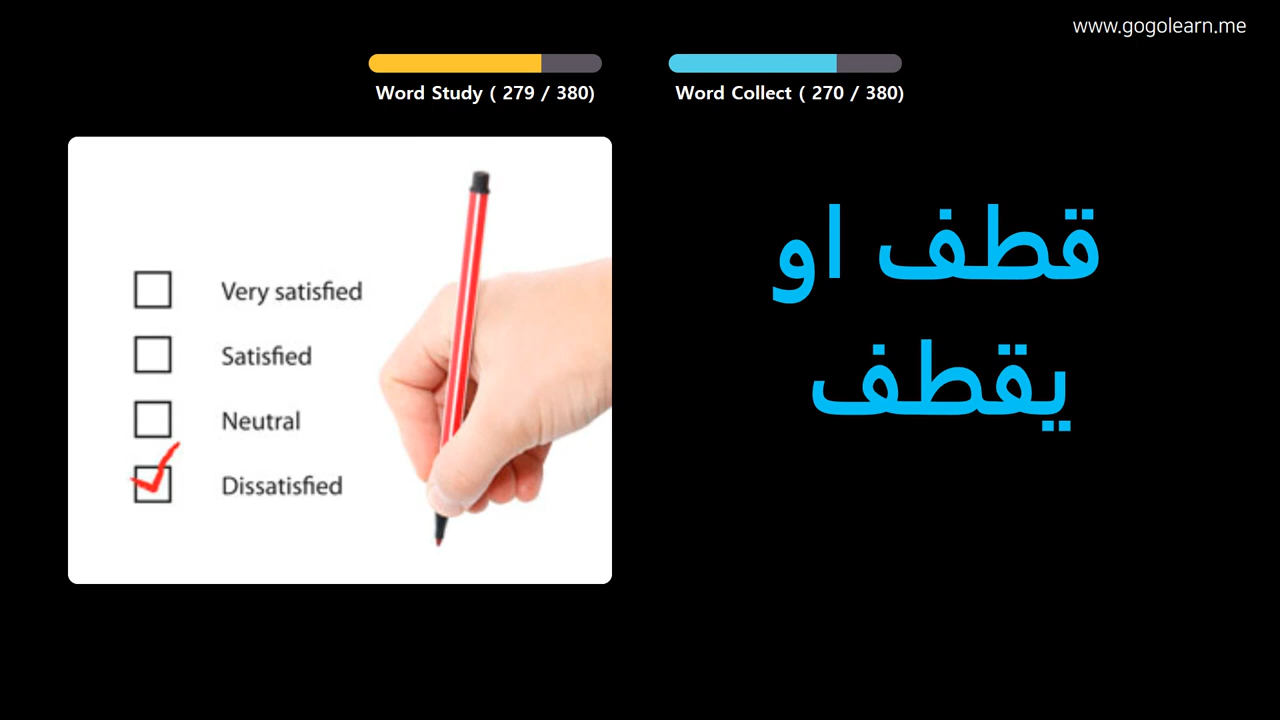 www.gogolearn.me
Word Study ( 279 / 380)
Word Collect ( 270 / 380)
Very satisfied
Satisfied
Neutral
Dissatisfied
قطف او
يقطف